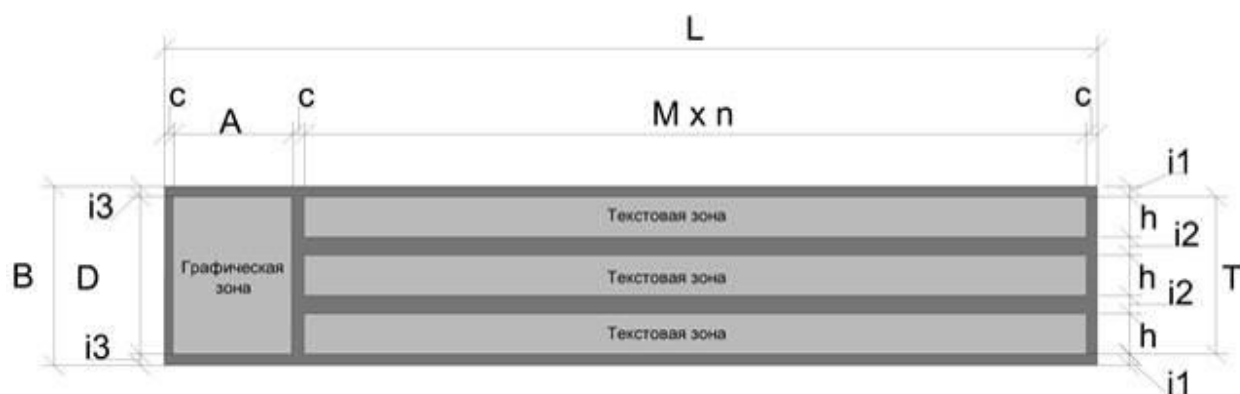 L
c
c
c
A
M x n
i1
i3
Текстовая зона
h
i2
Графическая
зона
B
D
Текстовая зона
h
i2
T
i3
Текстовая зона
h
i1